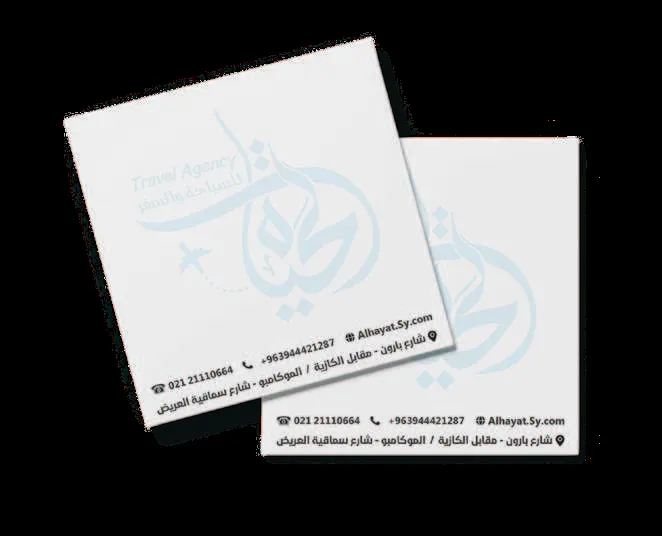 Travel Agency
للسياحة والسفر
الحياة
021 21110664 +963944421287 Alhayat.Sy.com
شارع بارون - مقابل الكازية / الموكامبو - شارع سماقية العريض
الحياة
021 21110664 +963944421287 Alhayat.Sy.com
شارع بارون - مقابل الكازية / الموكامبو - شارع سماقية العريض